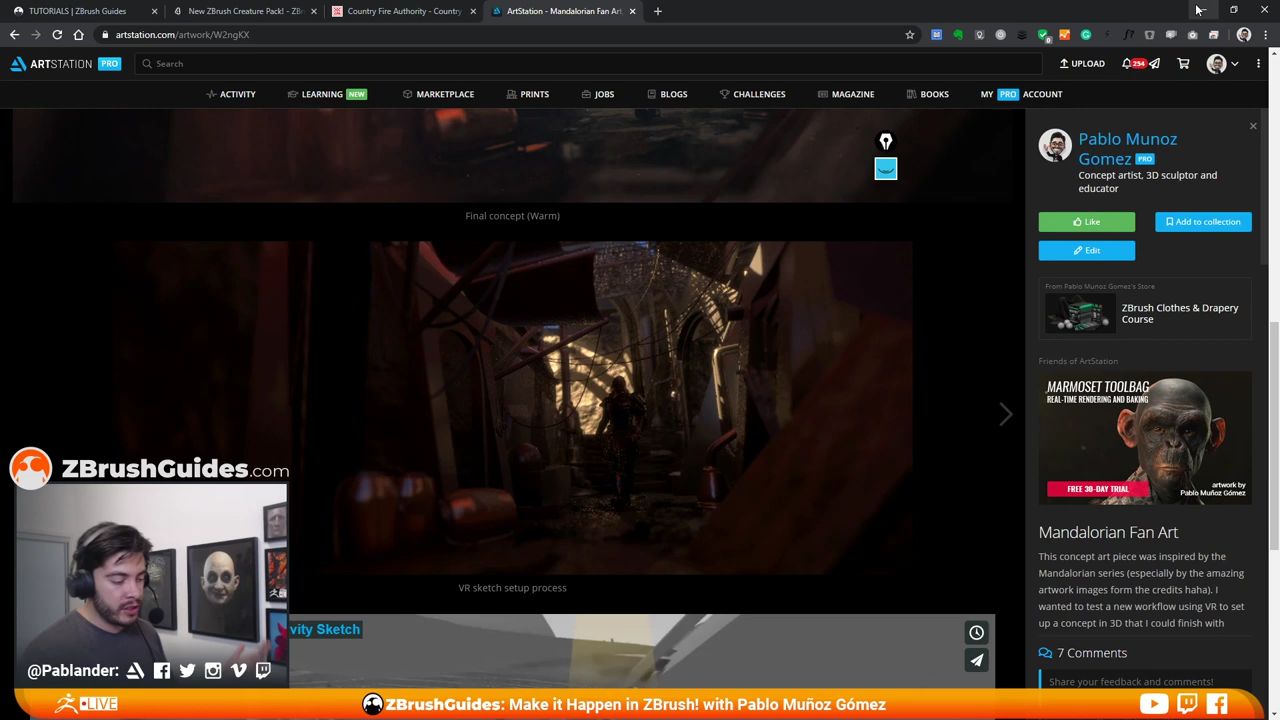 TUTORIALS | ZBrush Guides
New ZBrush Creature Pack! - ZB
Country Fire Authority - Country
ArtStation - Mandalorian Fan Art,
artstation.com/artwork/W2ngKX
ARTSTATION PRO
Search
UPLOAD
254
ACTIVITY
LEARNING NEW
MARKETPLACE
PRINTS
JOBS
BLOGS
CHALLENGES
MAGAZINE
BOOKS
MY PRO ACCOUNT
Final concept (Warm)
VR sketch setup process
vity Sketch
Pablo Munoz
Gomez PRO
Concept artist, 3D sculptor and
educator
Like
Add to collection
Edit
From Pablo Munoz Gomez's Store
ZBrush Clothes & Drapery
Course
Friends of ArtStation
MARMOSET TOOLBAG
REAL-TIME RENDERING AND BAKING
FREE 30-DAY TRIAL
artwork by
Pablo Muñoz Gómez
Mandalorian Fan Art
This concept art piece was inspired by the
Mandalorian series (especially by the amazing
artwork images form the credits haha). I
wanted to test a new workflow using VR to set
up a concept in 3D that I could finish with
7 Comments
Share your feedback and comments!
ZBrushGuides.com
@Pablander:
LIVE
ZBrushGuides: Make it Happen in ZBrush! with Pablo Muñoz Gómez